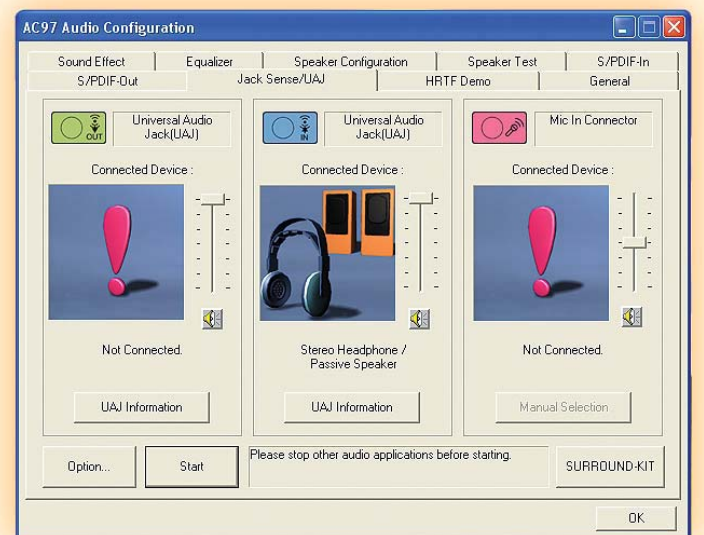 AC97 Audio Configuration
Sound Effect
Equalizer
Speaker Configuration
Speaker Test
S/PDIF-In
S/PDIF-Out
Jack Sense/UAJ
HRTF Demo
General
OUT
Universal Audio
Jack(UAJ)
IN
Universal Audio
Jack(UAJ)
Mic In Connector
Connected Device :
Connected Device :
Connected Device :
Not Connected.
Stereo Headphone /
Passive Speaker
Not Connected.
UAJ Information
UAJ Information
Manual Selection
Option...
Start
Please stop other audio applications before starting.
SURROUND-KIT
OK